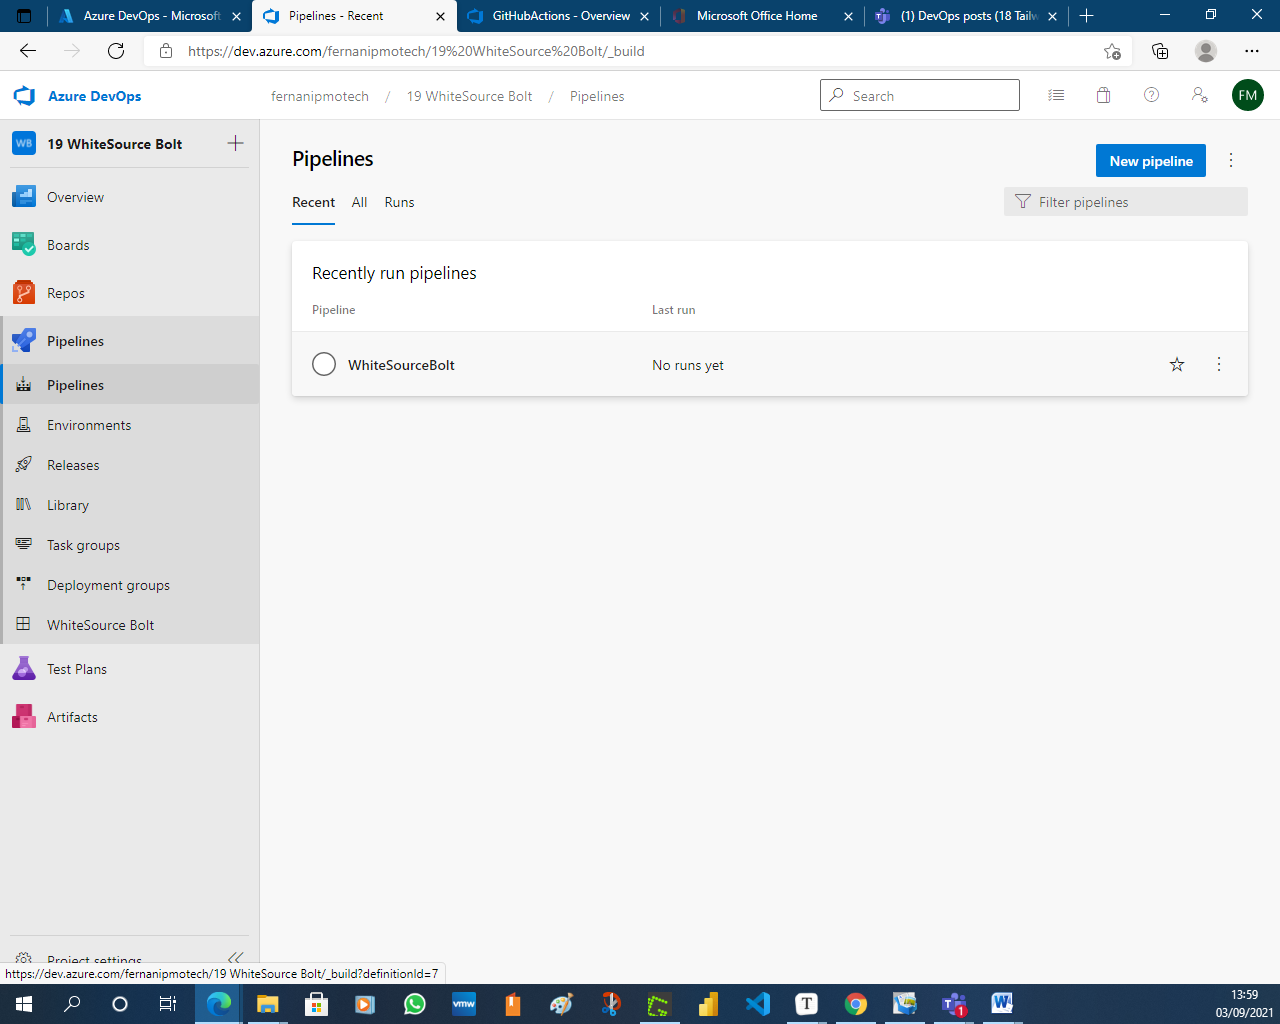 Azure DevOps - Microsoft
Pipelines - Recent
GitHubActions - Overview
Microsoft Office Home
(1) DevOps posts (18 Tailw
https://dev.azure.com/fernanipmotech/19%20WhiteSource%20Bolt/_build
Azure DevOps
fernanipmotech / 19 WhiteSource Bolt / Pipelines
Search
FM
WB
19 WhiteSource Bolt
Overview
Boards
Repos
Pipelines
Pipelines
Environments
Releases
Library
Task groups
Deployment groups
WhiteSource Bolt
Test Plans
Artifacts
Project settings
Pipelines
New pipeline
Recent
All
Runs
Filter pipelines
Recently run pipelines
Pipeline
Last run
WhiteSourceBolt
No runs yet
https://dev.azure.com/fernanipmotech/19 WhiteSource Bolt/_build?definitionId=7
vmw
T
1
W
13:59
03/09/2021